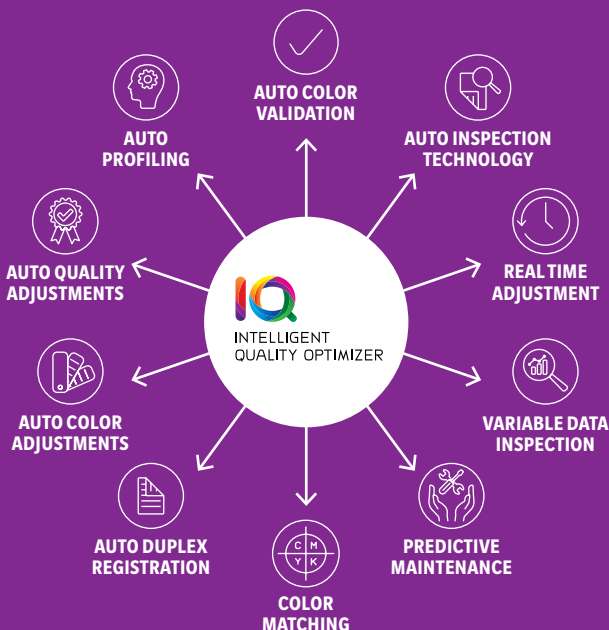 AUTO COLOR
VALIDATION
AUTO
PROFILING
AUTO INSPECTION
TECHNOLOGY
AUTO QUALITY
ADJUSTMENTS
REAL TIME
ADJUSTMENT
IQ
INTELLIGENT
QUALITY OPTIMIZER
AUTO COLOR
ADJUSTMENTS
VARIABLE DATA
INSPECTION
AUTO DUPLEX
REGISTRATION
C M
Y K
COLOR
MATCHING
PREDICTIVE
MAINTENANCE